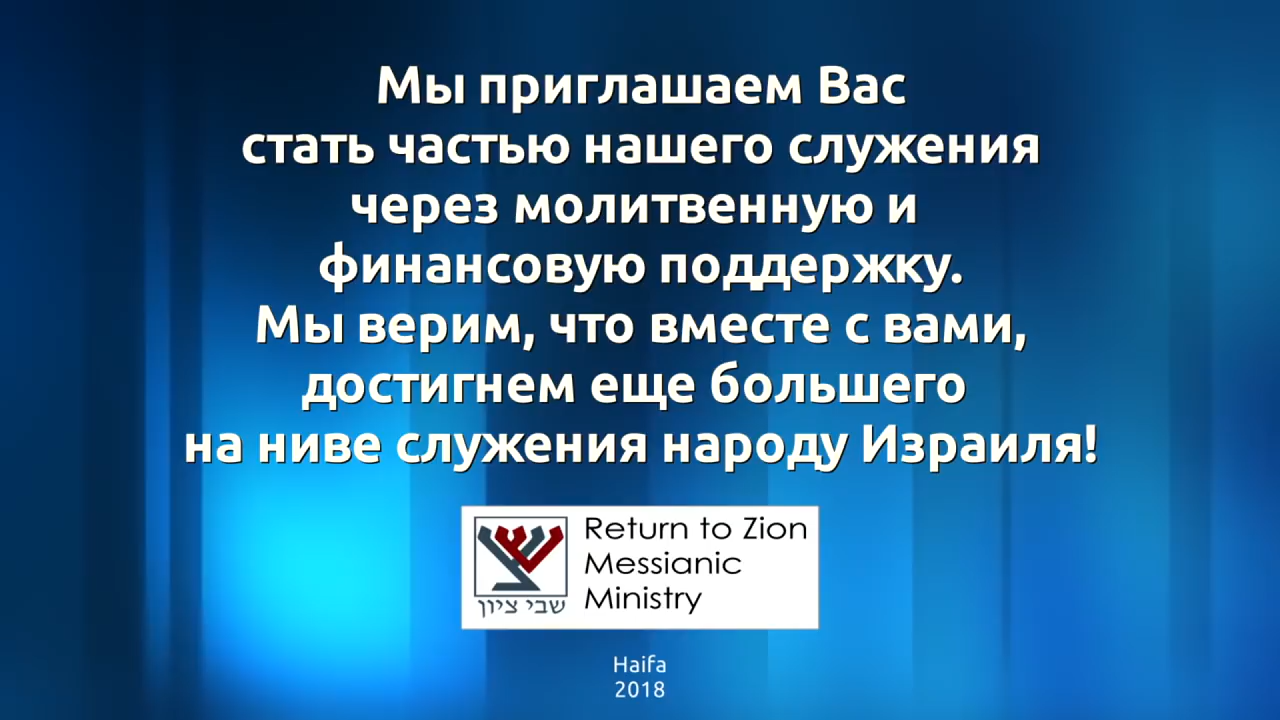 Мы приглашаем Вас
стать частью нашего служения
через молитвенную и
финансовую поддержку.
Мы верим, что вместе с вами,
достигнем еще большего
на ниве служения народу Израиля!
Return to Zion
Messianic
Ministry
שבי ציון
Haifa
2018